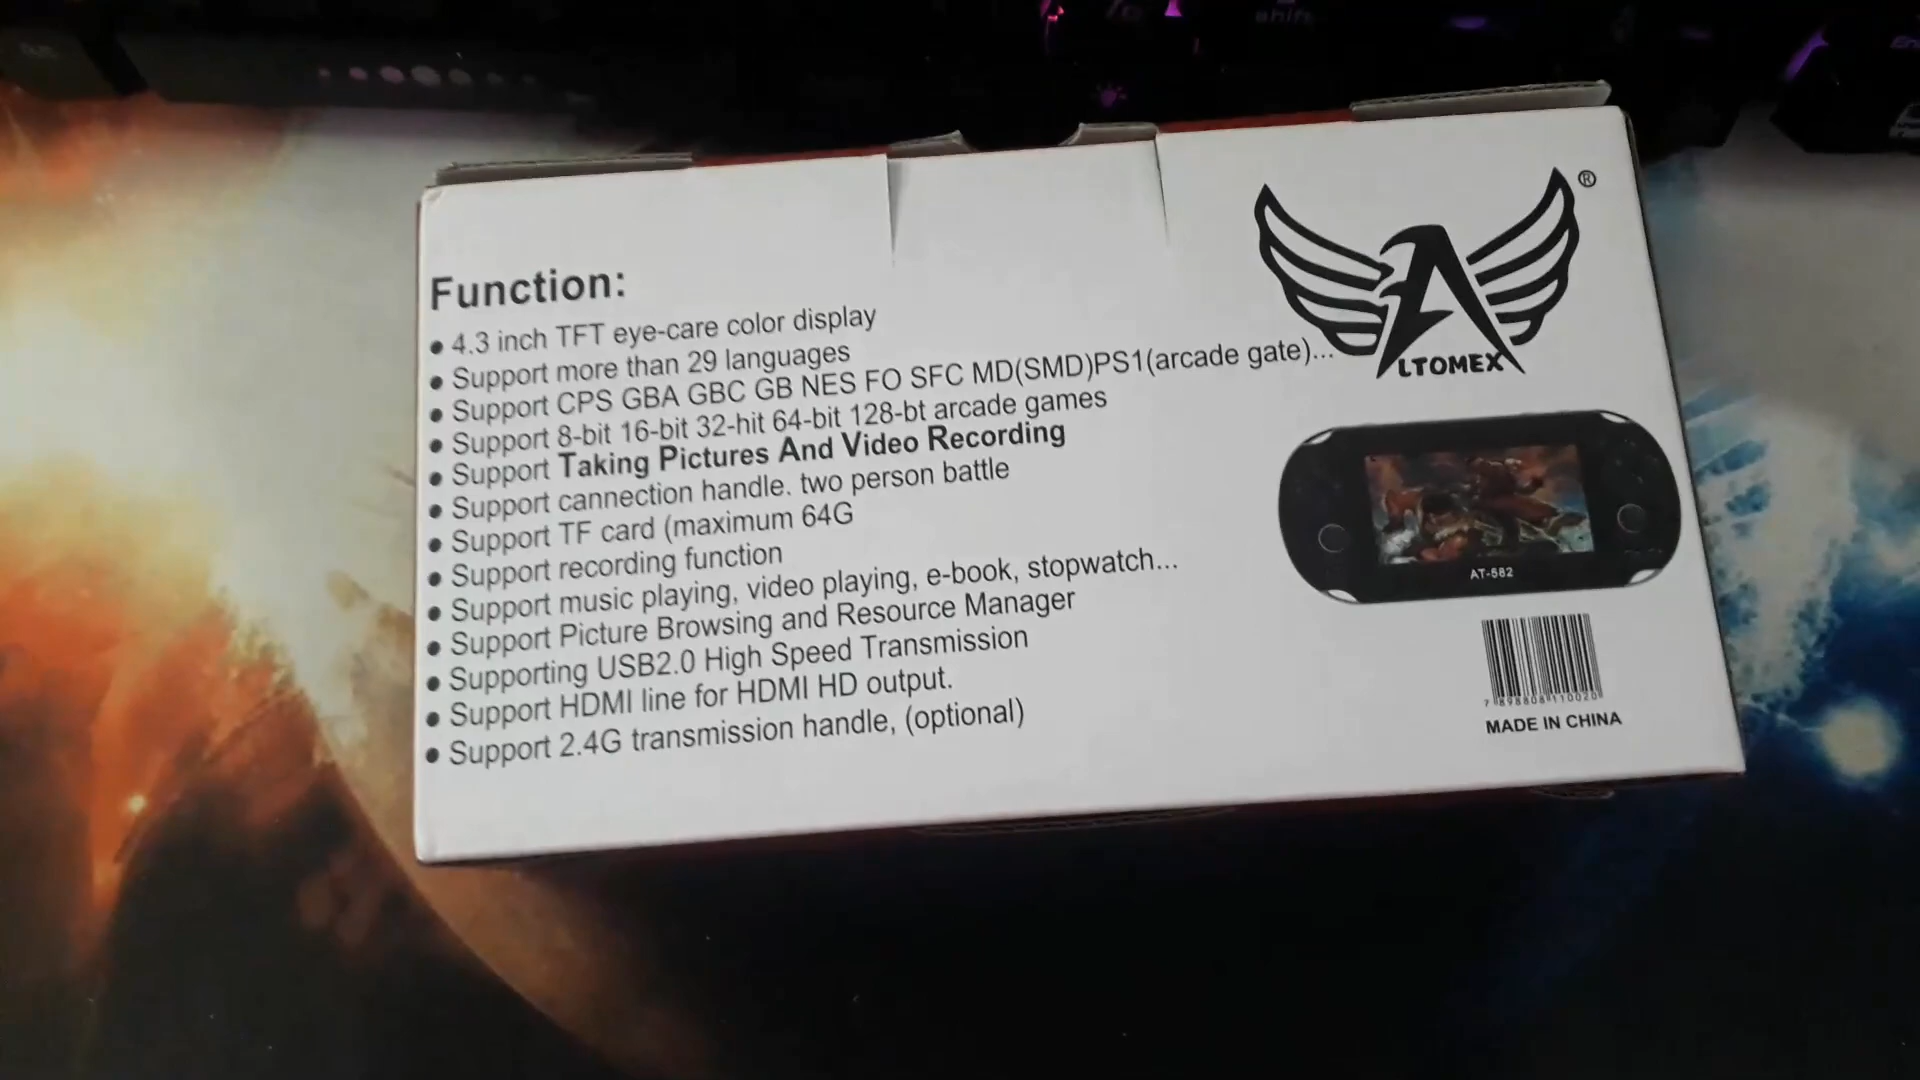 shift
Function:
• 4.3 inch TFT eye-care color display
• Support more than 29 languages
• Support CPS GBA GBC GB NES FO SFC MD(SMD)PS1(arcade gate)...
• Support 8-bit 16-bit 32-hit 64-bit 128-bt arcade games
• Support Taking Pictures And Video Recording
• Support cannection handle. two person battle
• Support TF card (maximum 64G
• Support recording function
• Support music playing, video playing, e-book, stopwatch...
• Support Picture Browsing and Resource Manager
• Supporting USB2.0 High Speed Transmission
• Support HDMI line for HDMI HD output.
• Support 2.4G transmission handle, (optional)
®
ALTOMEX
AT-582
7 898808 110020
MADE IN CHINA